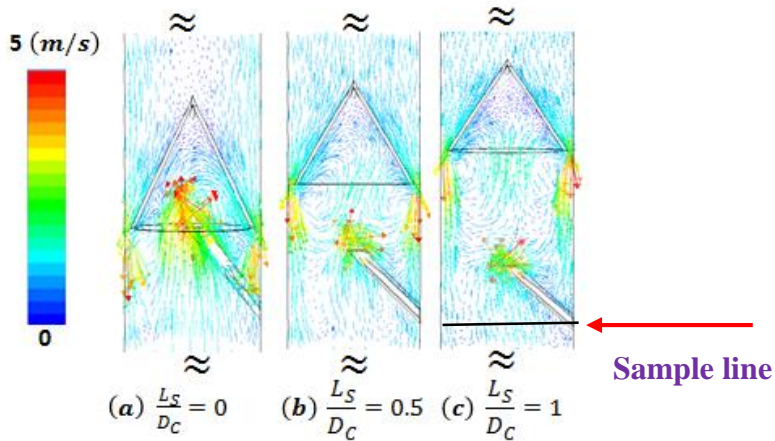 ≈ ≈ ≈
5 (m/s)
0
≈ ≈ ≈
Sample line
(a) L_S/D_C = 0 (b) L_S/D_C = 0.5 (c) L_S/D_C = 1